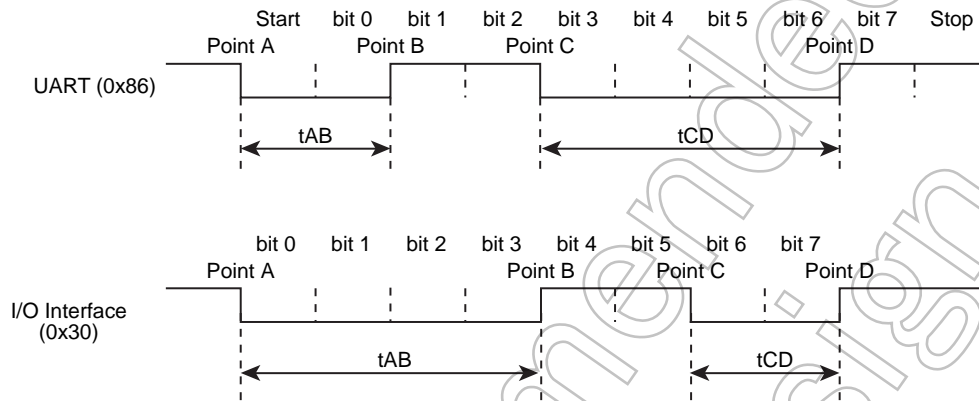 Start bit 0 bit 1 bit 2 bit 3 bit 4 bit 5 bit 6 bit 7 Stop
Point A Point B Point C Point D
UART (0x86)
tAB tCD
bit 0 bit 1 bit 2 bit 3 bit 4 bit 5 bit 6 bit 7
Point A Point B Point C Point D
I/O Interface
(0x30)
tAB tCD